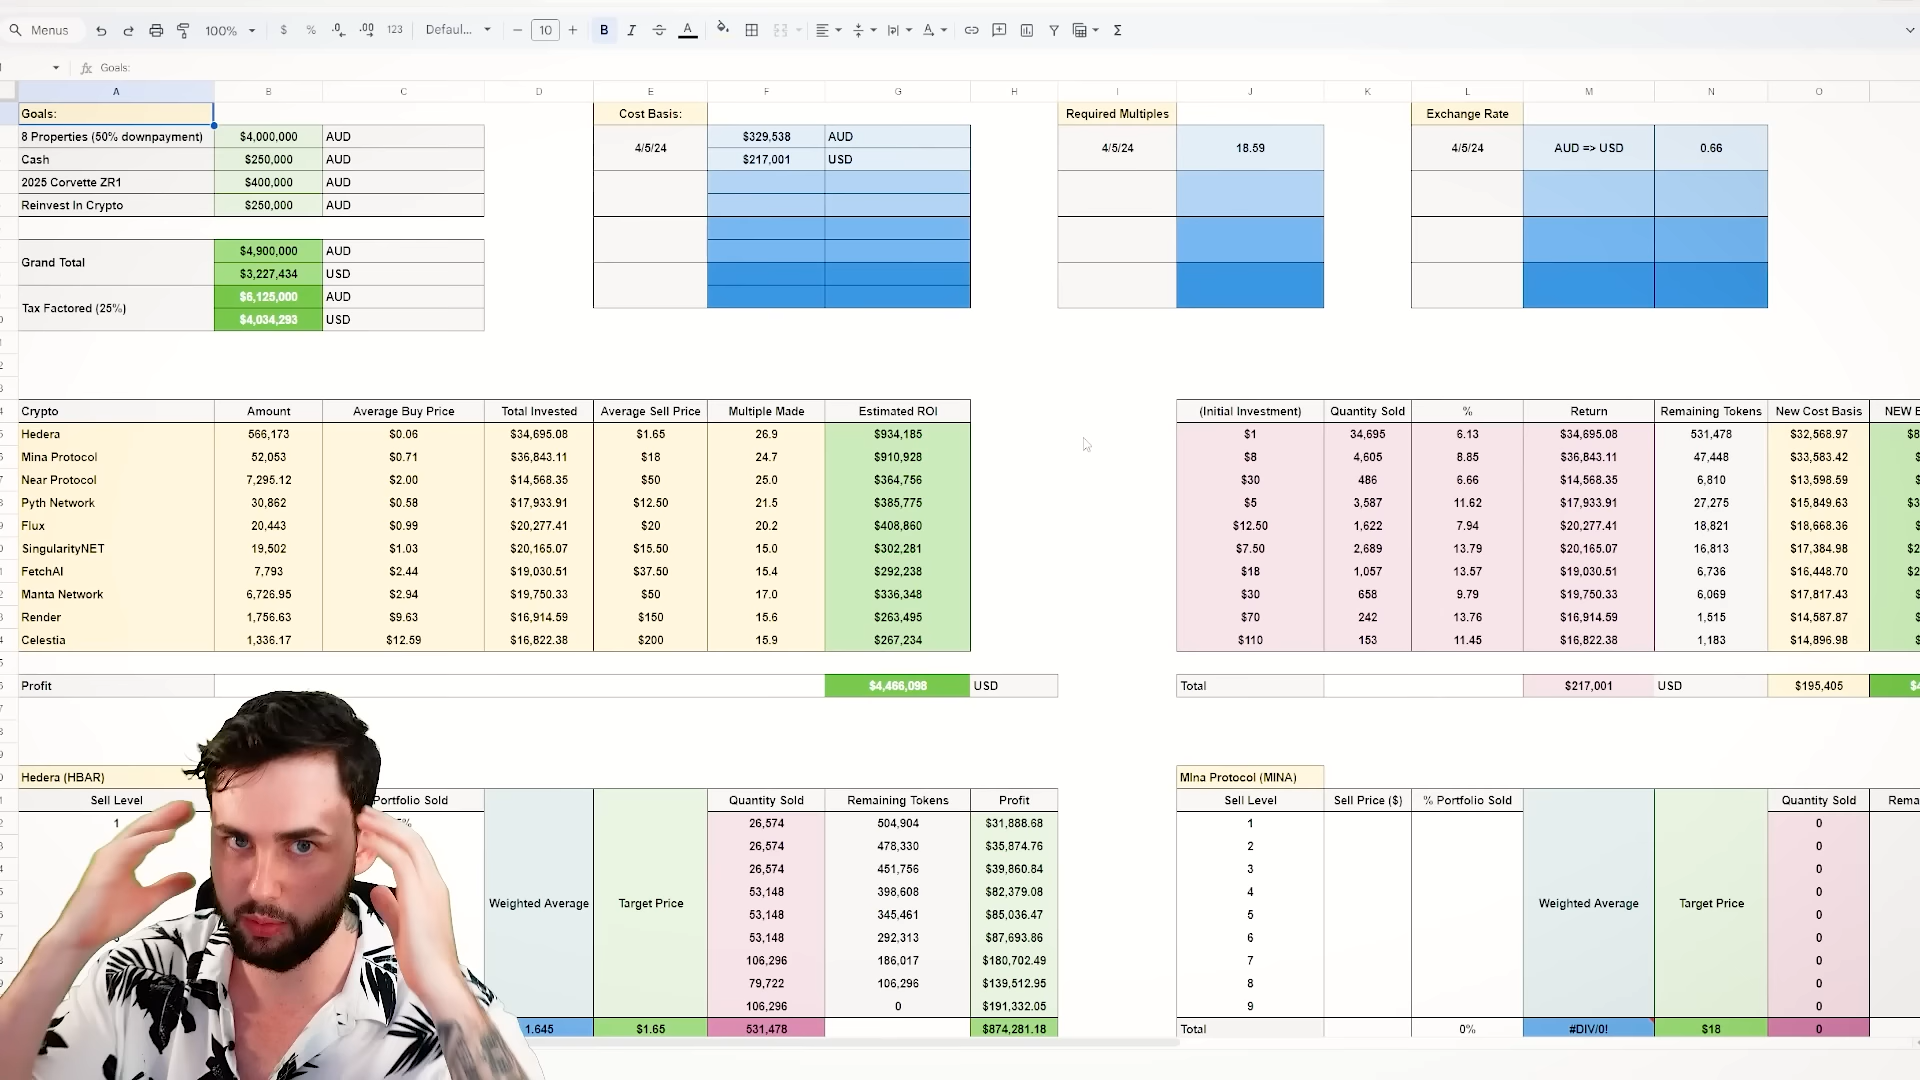 Menus 100% $ % .0 .00 123 Defaul... 10 B I A Σ
fx Goals:
A B C D E F G H I J K L M N O
Goals: Cost Basis: Required Multiples Exchange Rate
8 Properties (50% downpayment) $4,000,000 AUD 4/5/24 $329,538 AUD 4/5/24 18.59 4/5/24 AUD => USD 0.66
Cash $250,000 AUD $217,001 USD
2025 Corvette ZR1 $400,000 AUD
Reinvest In Crypto $250,000 AUD
Grand Total $4,900,000 AUD
$3,227,434 USD
Tax Factored (25%) $6,125,000 AUD
$4,034,293 USD
Crypto Amount Average Buy Price Total Invested Average Sell Price Multiple Made Estimated ROI (Initial Investment) Quantity Sold % Return Remaining Tokens New Cost Basis NEW
Hedera 566,173 $0.06 $34,695.08 $1.65 26.9 $934,185 $1 34,695 6.13 $34,695.08 531,478 $32,568.97
Mina Protocol 52,053 $0.71 $36,843.11 $18 24.7 $910,928 $8 4,605 8.85 $36,843.11 47,448 $33,583.42
Near Protocol 7,295.12 $2.00 $14,568.35 $50 25.0 $364,756 $30 486 6.66 $14,568.35 6,810 $13,598.59
Pyth Network 30,862 $0.58 $17,933.91 $12.50 21.5 $385,775 $5 3,587 11.62 $17,933.91 27,275 $15,849.63
Flux 20,443 $0.99 $20,277.41 $20 20.2 $408,860 $12.50 1,622 7.94 $20,277.41 18,821 $18,668.36
SingularityNET 19,502 $1.03 $20,165.07 $15.50 15.0 $302,281 $7.50 2,689 13.79 $20,165.07 16,813 $17,384.98
FetchAI 7,793 $2.44 $19,030.51 $37.50 15.4 $292,238 $18 1,057 13.57 $19,030.51 6,736 $16,448.70
Manta Network 6,726.95 $2.94 $19,750.33 $50 17.0 $336,348 $30 658 9.79 $19,750.33 6,069 $17,817.43
Render 1,756.63 $9.63 $16,914.59 $150 15.6 $263,495 $70 242 13.76 $16,914.59 1,515 $14,587.87
Celestia 1,336.17 $12.59 $16,822.38 $200 15.9 $267,234 $110 153 11.45 $16,822.38 1,183 $14,896.98
Profit $4,466,098 USD Total $217,001 USD $195,405
Hedera (HBAR) MIna Protocol (MINA)
Sell Level Portfolio Sold Quantity Sold Remaining Tokens Profit Sell Level Sell Price ($) % Portfolio Sold Quantity Sold Rema
1 26,574 504,904 $31,888.68 1 0
26,574 478,330 $35,874.76 2 0
26,574 451,756 $39,860.84 3 0
53,148 398,608 $82,379.08 4 0
Weighted Average Target Price Weighted Average Target Price
53,148 345,461 $85,036.47 5 0
53,148 292,313 $87,693.86 6 0
106,296 186,017 $180,702.49 7 0
79,722 106,296 $139,512.95 8 0
106,296 0 $191,332.05 9 0
1.645 $1.65 531,478 $874,281.18 Total 0% #DIV/0! $18 0